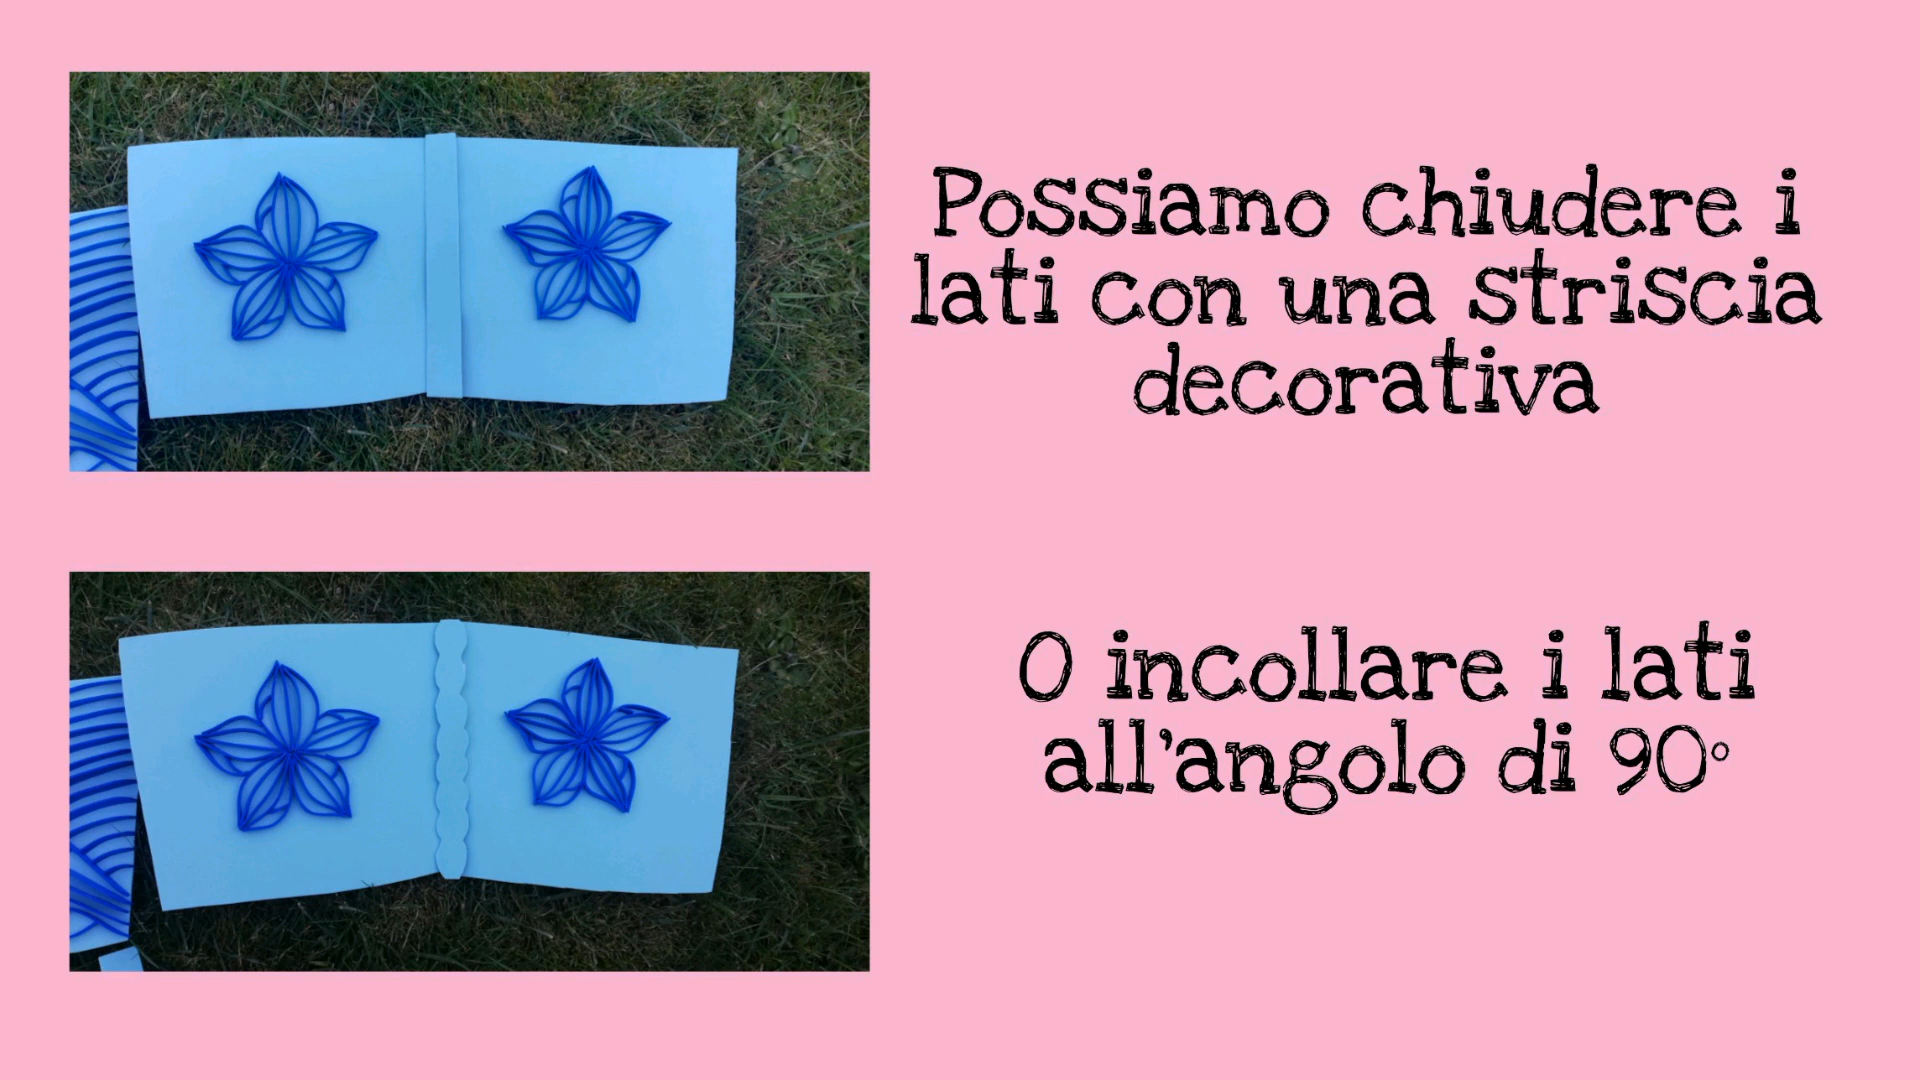 Possiamo chiudere i
lati con una striscia
decorativa
O incollare i lati
all'angolo di 90°